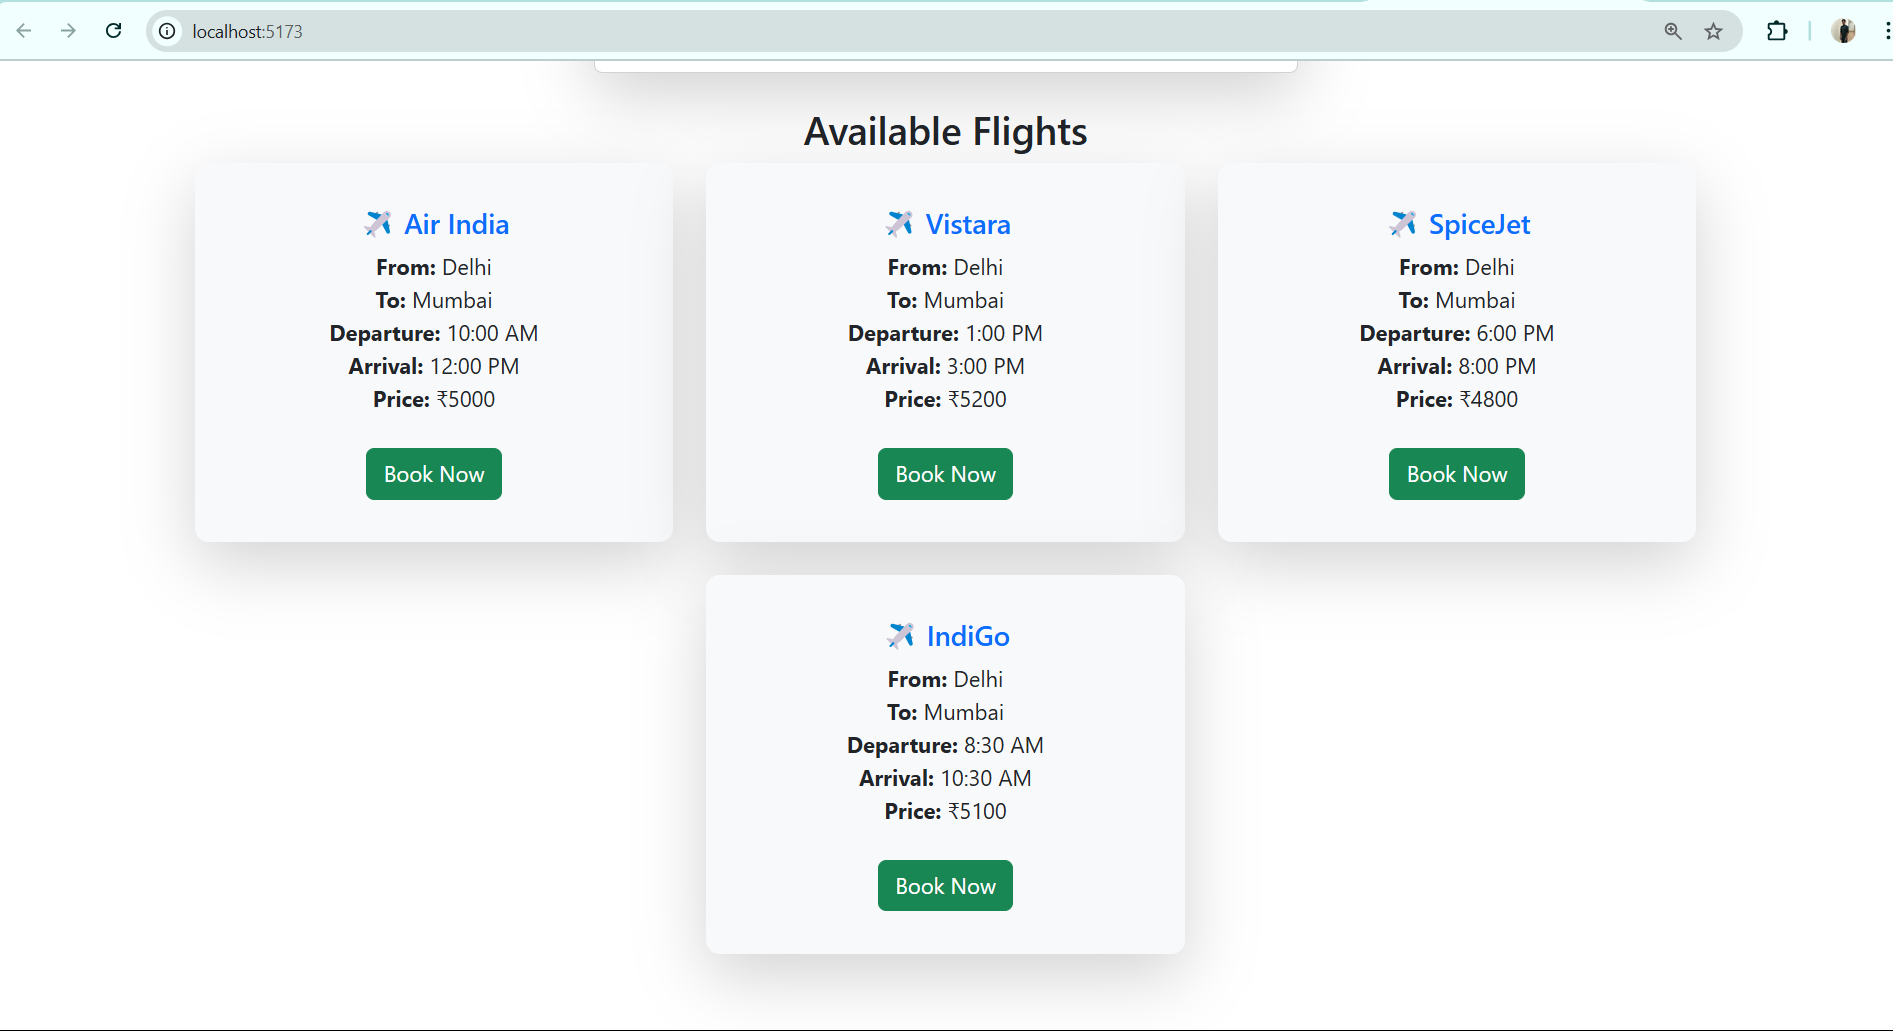 localhost:5173
Available Flights
Air India
From: Delhi
To: Mumbai
Departure: 10:00 AM
Arrival: 12:00 PM
Price: ₹5000
Book Now
Vistara
From: Delhi
To: Mumbai
Departure: 1:00 PM
Arrival: 3:00 PM
Price: ₹5200
Book Now
SpiceJet
From: Delhi
To: Mumbai
Departure: 6:00 PM
Arrival: 8:00 PM
Price: ₹4800
Book Now
IndiGo
From: Delhi
To: Mumbai
Departure: 8:30 AM
Arrival: 10:30 AM
Price: ₹5100
Book Now